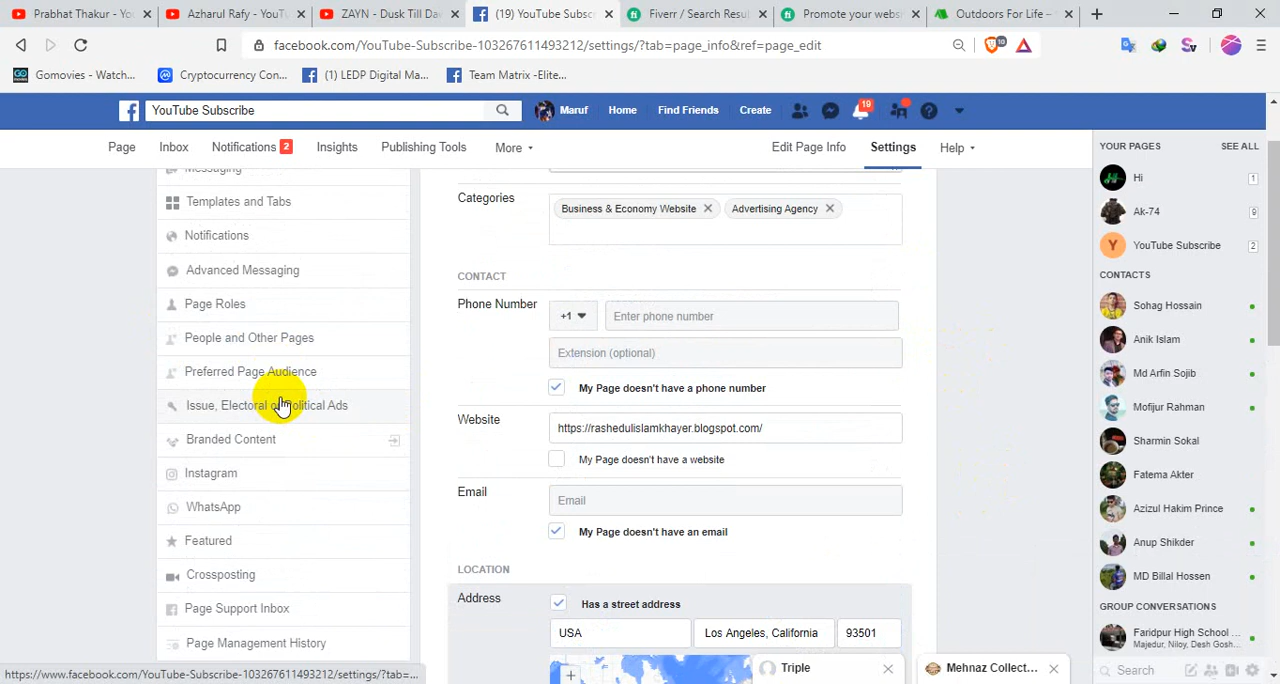 Prabhat Thakur - You
Azharul Rafy - YouTu
ZAYN - Dusk Till Daw
(19) YouTube Subscr
Fiverr / Search Resul
Promote your websi
Outdoors For Life –
facebook.com/YouTube-Subscribe-103267611493212/settings/?tab=page_info&ref=page_edit
10
Gomovies - Watch...
Cryptocurrency Con...
(1) LEDP Digital Ma...
Team Matrix -Elite...
YouTube Subscribe
Maruf
Home
Find Friends
Create
19
Page
Inbox
Notifications 2
Insights
Publishing Tools
More
Edit Page Info
Settings
Help
Messaging
Templates and Tabs
Notifications
Advanced Messaging
Page Roles
People and Other Pages
Preferred Page Audience
Issue, Electoral or Political Ads
Branded Content
Instagram
WhatsApp
Featured
Crossposting
Page Support Inbox
Page Management History
Categories
Business & Economy Website
Advertising Agency
CONTACT
Phone Number
+1
Enter phone number
Extension (optional)
My Page doesn't have a phone number
Website
https://rashedulislamkhayer.blogspot.com/
My Page doesn't have a website
Email
Email
My Page doesn't have an email
LOCATION
Address
Has a street address
USA
Los Angeles, California
93501
YOUR PAGES
SEE ALL
Hi
1
Ak-74
9
Y
YouTube Subscribe
2
CONTACTS
Sohag Hossain
Anik Islam
Md Arfin Sojib
Mofijur Rahman
Sharmin Sokal
Fatema Akter
Azizul Hakim Prince
Anup Shikder
MD Billal Hossen
GROUP CONVERSATIONS
Faridpur High School ...
Majedur, Niloy, Desh Gosh...
Search
Triple
Mehnaz Collect...
https://www.facebook.com/YouTube-Subscribe-103267611493212/settings/?tab=...